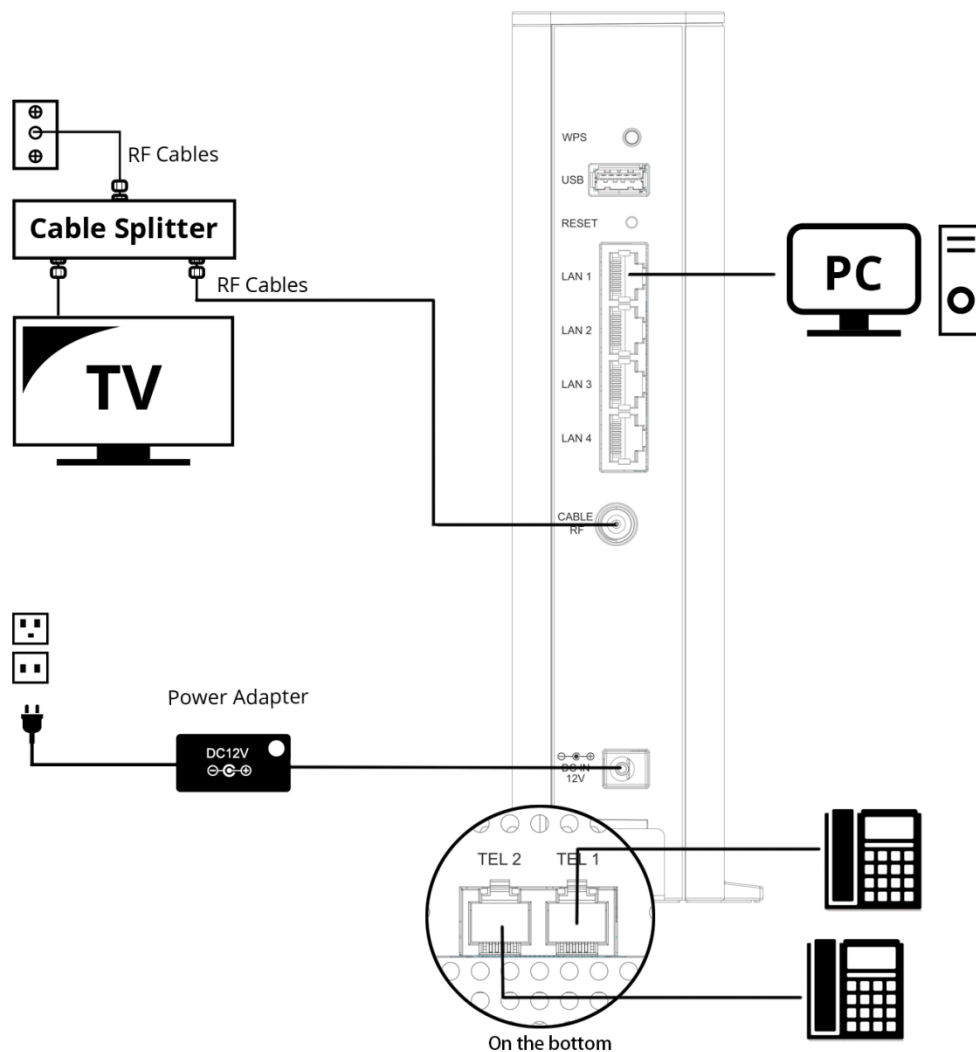 WPS
RF Cables
USB
Cable Splitter
RESET
LAN 1
PC
RF Cables
LAN 2
TV
LAN 3
LAN 4
CABLE
RF
Power Adapter
DC12V
DC IN
12V
TEL 2 TEL 1
On the bottom